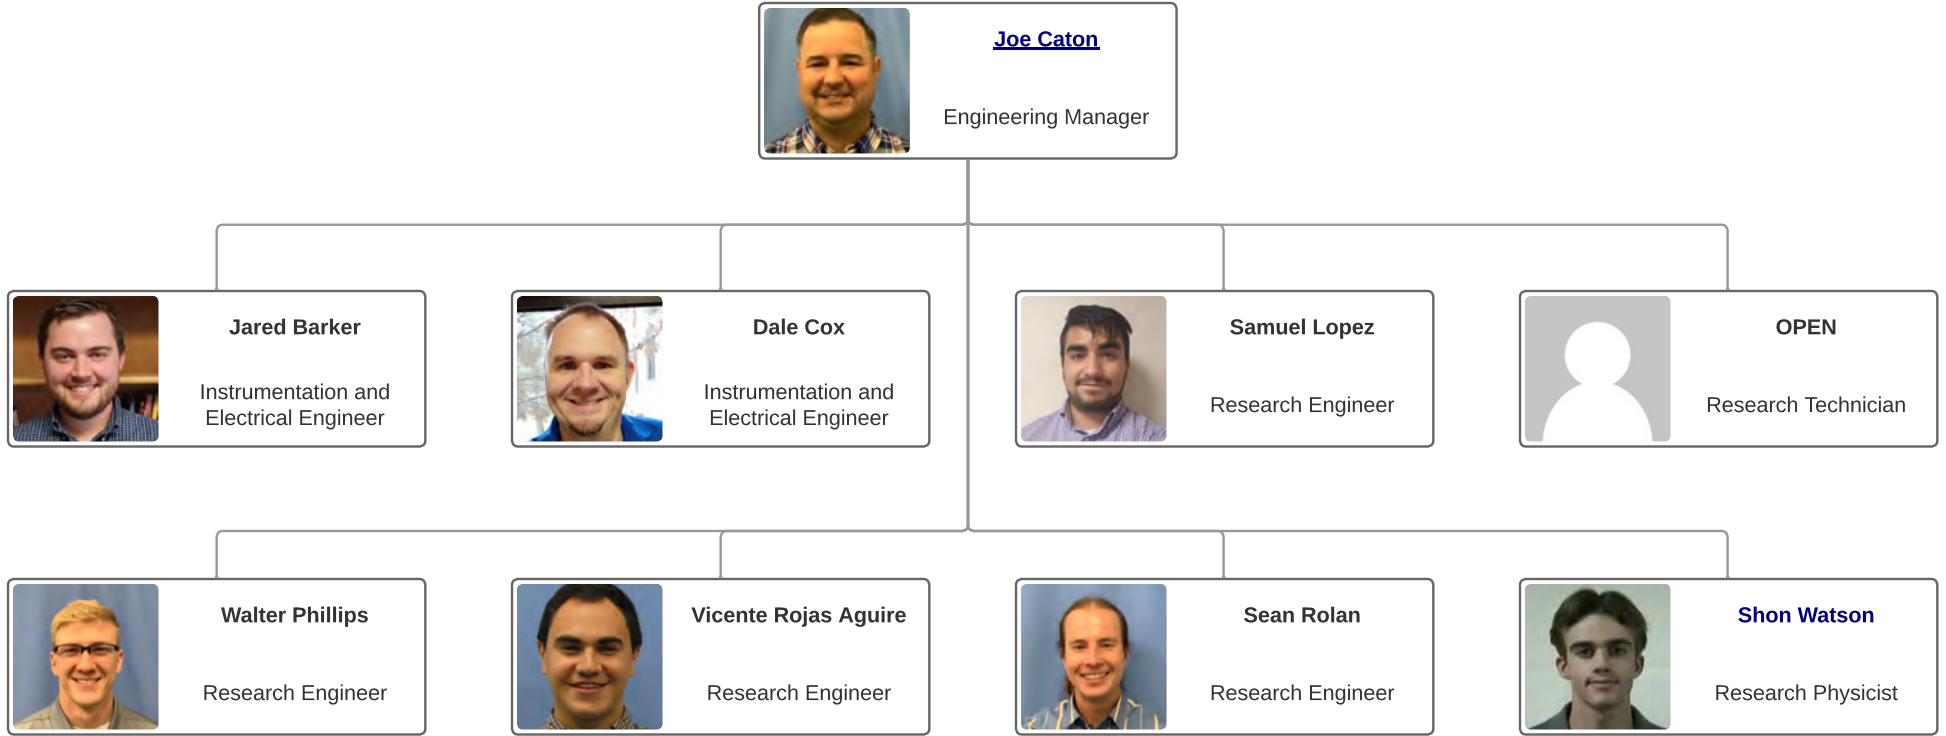 Joe Caton
Engineering Manager
Jared Barker
Instrumentation and
Electrical Engineer
Dale Cox
Instrumentation and
Electrical Engineer
Samuel Lopez
Research Engineer
OPEN
Research Technician
Walter Phillips
Research Engineer
Vicente Rojas Aguire
Research Engineer
Sean Rolan
Research Engineer
Shon Watson
Research Physicist